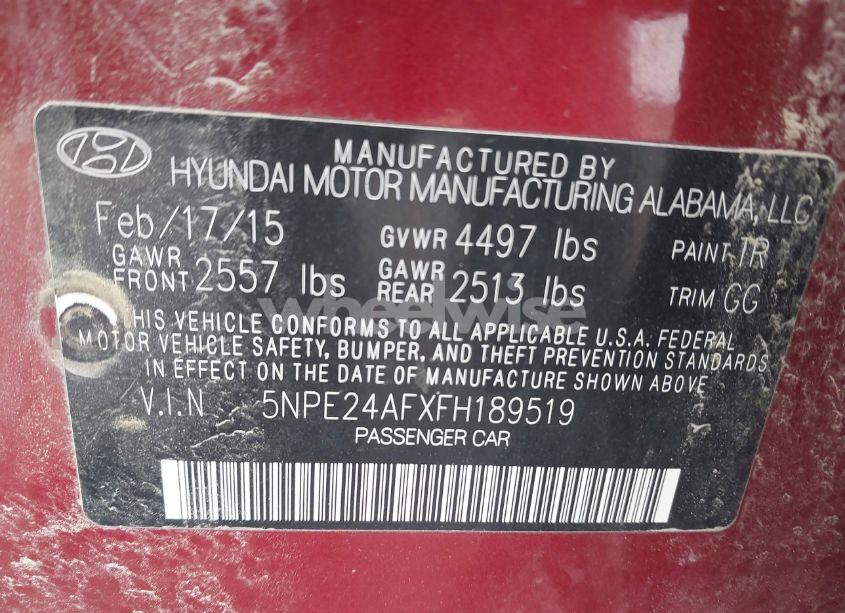 MANUFACTURED BY
HYUNDAI MOTOR MANUFACTURING ALABAMA, LLC
Feb/17/15 GVWR 4497 lbs PAINT TR
GAWR FRONT 2557 lbs GAWR REAR 2513 lbs TRIM GG
THIS VEHICLE CONFORMS TO ALL APPLICABLE U.S.A. FEDERAL
MOTOR VEHICLE SAFETY, BUMPER, AND THEFT PREVENTION STANDARDS
IN EFFECT ON THE DATE OF MANUFACTURE SHOWN ABOVE
V.I.N 5NPE24AFXFH189519
PASSENGER CAR
wheelwise